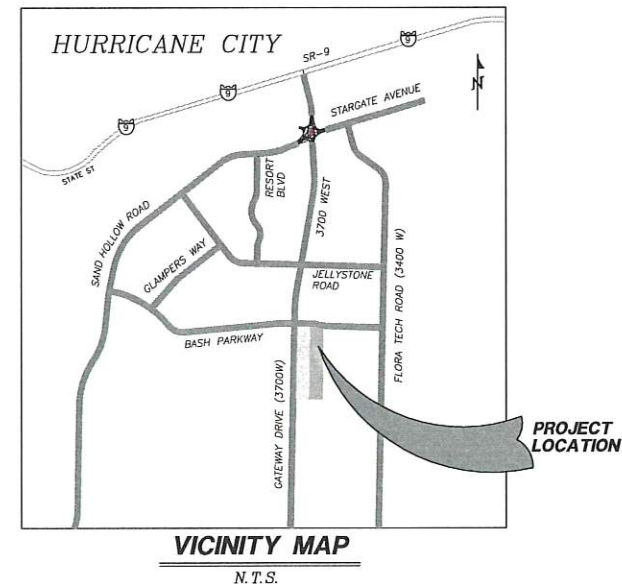 HURRICANE CITY
SR-9
9
9
9
N
STATE ST
STARGATE AVENUE
RESORT
BLVD
3700 WEST
SAND HOLLOW ROAD
GLAMPERS WAY
JELLYSTONE
ROAD
FLORA TECH ROAD (3400 W)
BASH PARKWAY
GATEWAY DRIVE (3700W)
PROJECT
LOCATION
VICINITY MAP
N.T.S.